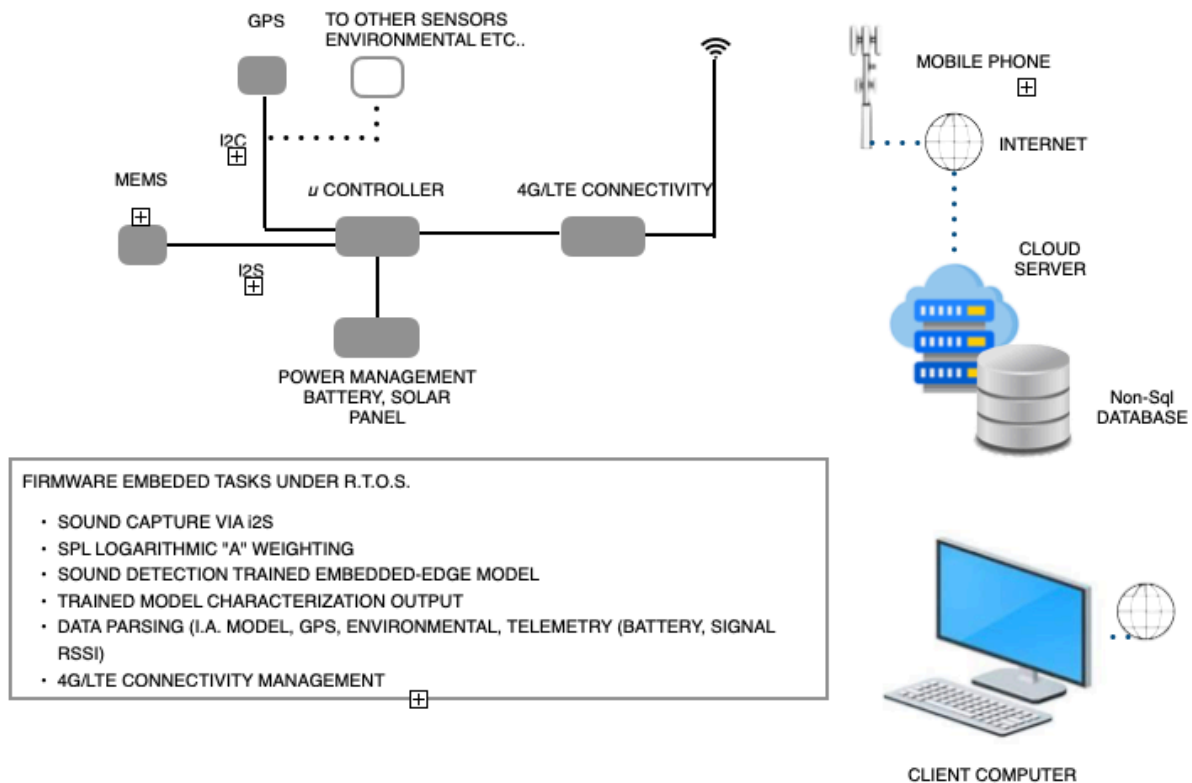 GPS
TO OTHER SENSORS
ENVIRONMENTAL ETC..
MOBILE PHONE
I2C
INTERNET
MEMS
u CONTROLLER
4G/LTE CONNECTIVITY
I2S
CLOUD
SERVER
POWER MANAGEMENT
BATTERY, SOLAR
PANEL
Non-Sql
DATABASE
FIRMWARE EMBEDED TASKS UNDER R.T.O.S.
• SOUND CAPTURE VIA i2S
• SPL LOGARITHMIC "A" WEIGHTING
• SOUND DETECTION TRAINED EMBEDDED-EDGE MODEL
• TRAINED MODEL CHARACTERIZATION OUTPUT
• DATA PARSING (I.A. MODEL, GPS, ENVIRONMENTAL, TELEMETRY (BATTERY, SIGNAL
RSSI)
• 4G/LTE CONNECTIVITY MANAGEMENT
CLIENT COMPUTER